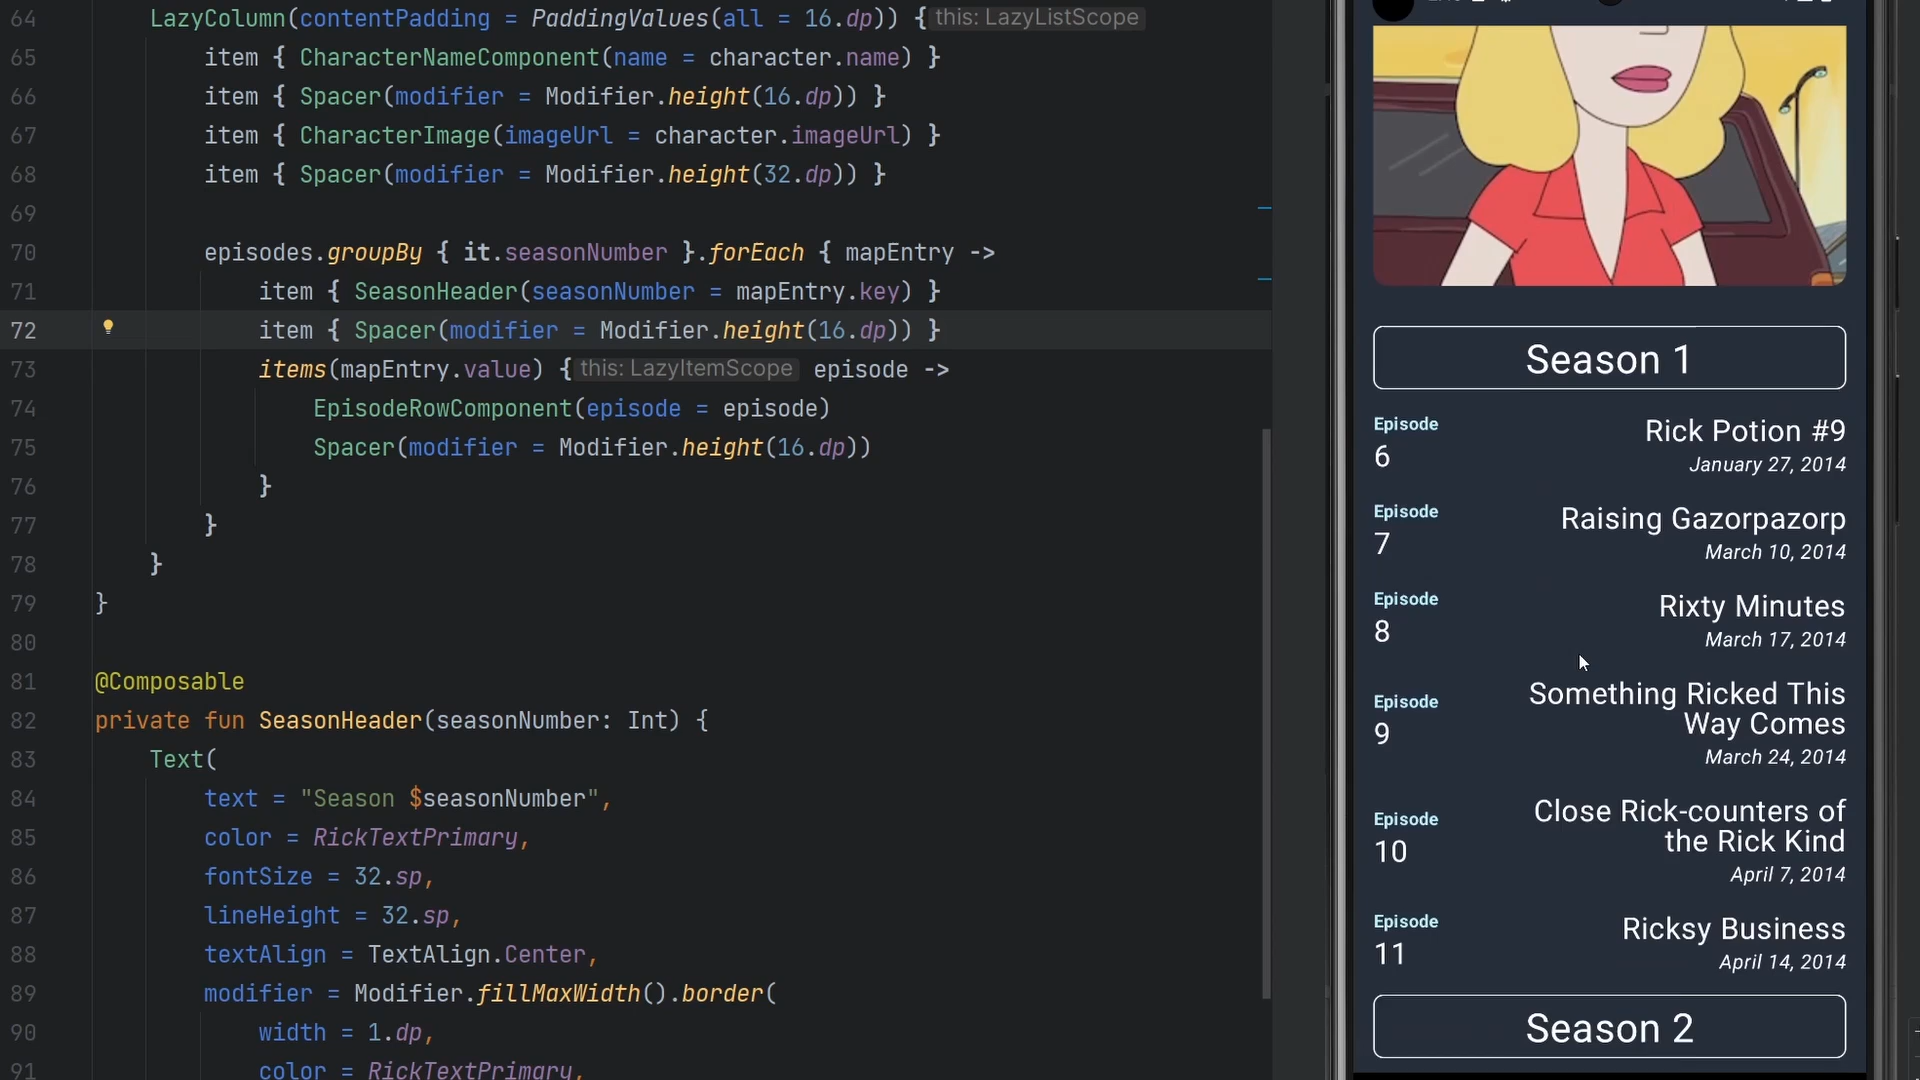 64 LazyColumn(contentPadding = PaddingValues(all = 16.dp)) { this: LazyListScope
65 item { CharacterNameComponent(name = character.name) }
66 item { Spacer(modifier = Modifier.height(16.dp)) }
67 item { CharacterImage(imageUrl = character.imageUrl) }
68 item { Spacer(modifier = Modifier.height(32.dp)) }
69
70 episodes.groupBy { it.seasonNumber }.forEach { mapEntry ->
71 item { SeasonHeader(seasonNumber = mapEntry.key) }
72 item { Spacer(modifier = Modifier.height(16.dp)) }
73 items(mapEntry.value) { this: LazyItemScope episode ->
74 EpisodeRowComponent(episode = episode)
75 Spacer(modifier = Modifier.height(16.dp))
76 }
77 }
78 }
79 }
80
81 @Composable
82 private fun SeasonHeader(seasonNumber: Int) {
83 Text(
84 text = "Season $seasonNumber",
85 color = RickTextPrimary,
86 fontSize = 32.sp,
87 lineHeight = 32.sp,
88 textAlign = TextAlign.Center,
89 modifier = Modifier.fillMaxWidth().border(
90 width = 1.dp,
91 color = RickTextPrimary,
Season 1
Episode
6
Rick Potion #9
January 27, 2014
Episode
7
Raising Gazorpazorp
March 10, 2014
Episode
8
Rixty Minutes
March 17, 2014
Episode
9
Something Ricked This
Way Comes
March 24, 2014
Episode
10
Close Rick-counters of
the Rick Kind
April 7, 2014
Episode
11
Ricksy Business
April 14, 2014
Season 2